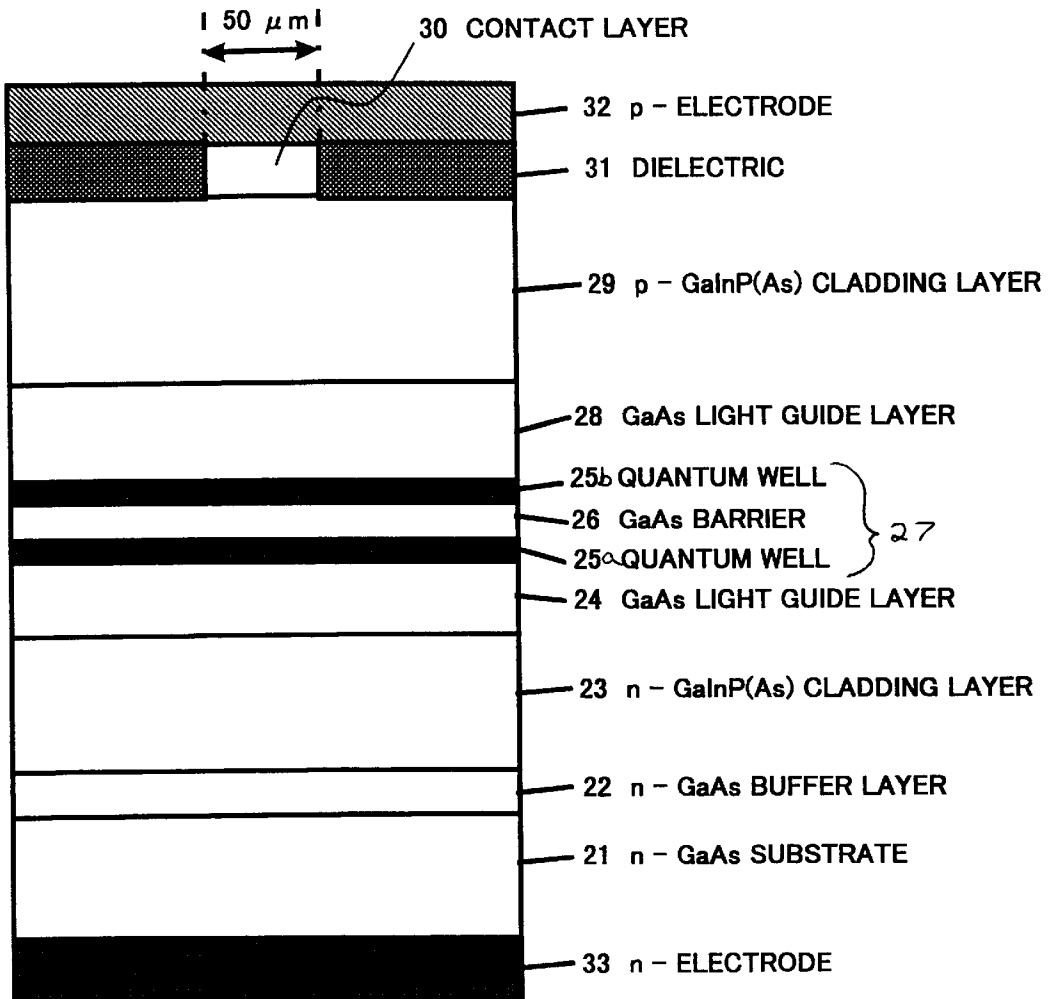 50 μm
30 CONTACT LAYER
32 p - ELECTRODE
31 DIELECTRIC
29 p - GaInP(As) CLADDING LAYER
28 GaAs LIGHT GUIDE LAYER
25b QUANTUM WELL
26 GaAs BARRIER
27
25a QUANTUM WELL
24 GaAs LIGHT GUIDE LAYER
23 n - GaInP(As) CLADDING LAYER
22 n - GaAs BUFFER LAYER
21 n - GaAs SUBSTRATE
33 n - ELECTRODE